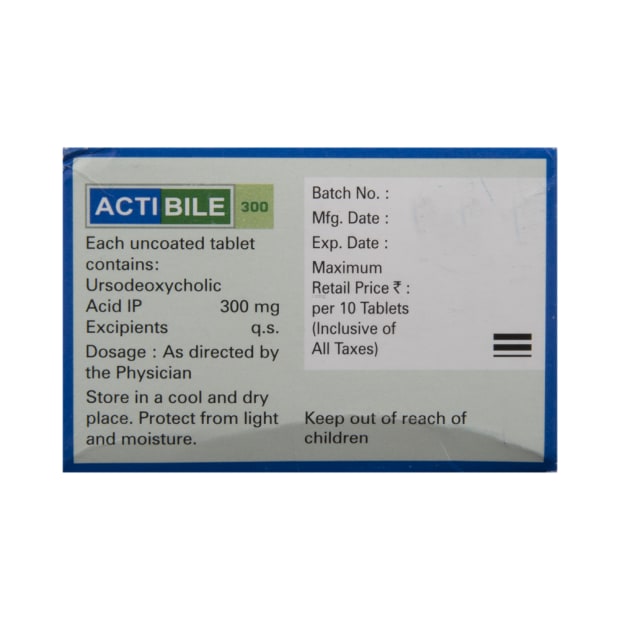 ACTIBILE 300
Each uncoated tablet
contains:
Ursodeoxycholic
Acid IP 300 mg
Excipients q.s.
Dosage : As directed by
the Physician
Store in a cool and dry
place. Protect from light
and moisture.
Batch No. :
Mfg. Date :
Exp. Date :
Maximum
Retail Price ₹ :
per 10 Tablets
(Inclusive of
All Taxes)
Keep out of reach of
children